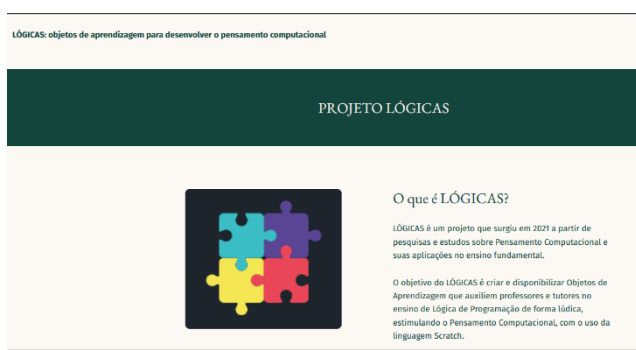 LÓGICAS: objetos de aprendizagem para desenvolver o pensamento computacional
PROJETO LÓGICAS
O que é LÓGICAS?
LÓGICAS é um projeto que surgiu em 2021 a partir de
pesquisas e estudos sobre Pensamento Computacional e
suas aplicações no ensino fundamental.
O objetivo do LÓGICAS é criar e disponibilizar Objetos de
Aprendizagem que auxiliem professores e tutores no
ensino de Lógica de Programação de forma lúdica,
estimulando o Pensamento Computacional, com o uso da
linguagem Scratch.